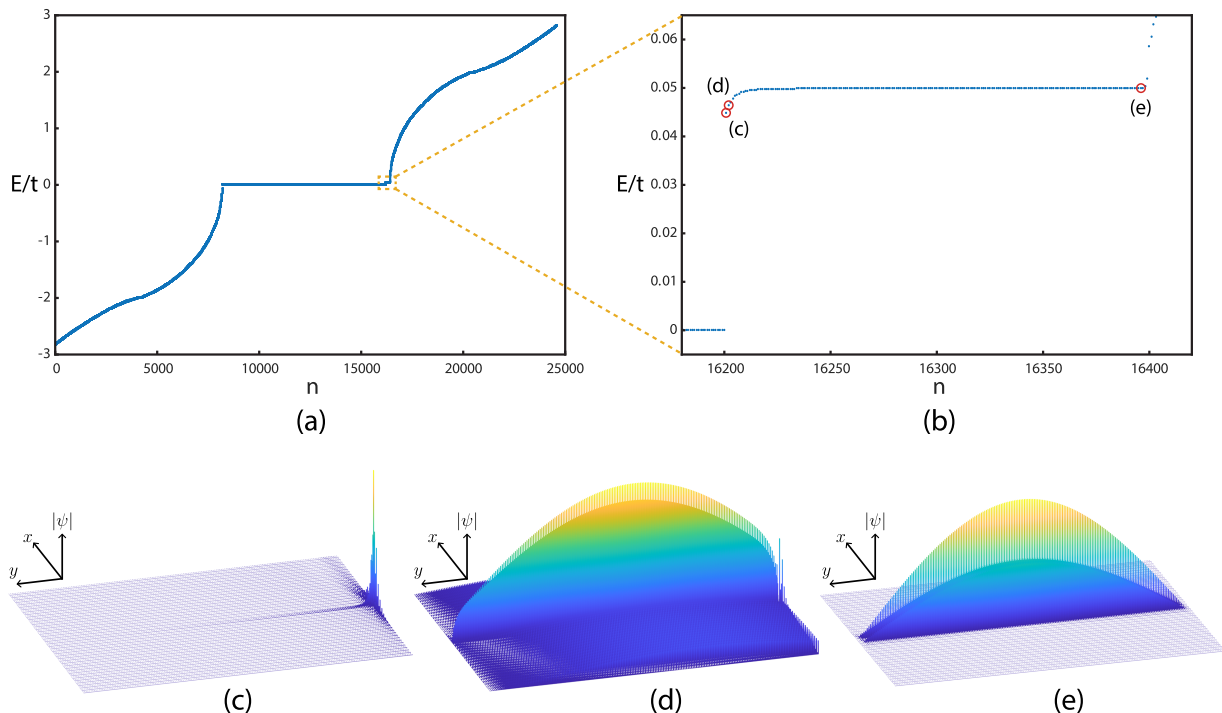 3
2
1
0
-1
-2
-3
E/t
0 5000 10000 15000 20000 25000
n
(a)
0.06
0.05
0.04
0.03
0.02
0.01
0
E/t
(d)
(c)
(e)
16200 16250 16300 16350 16400
n
(b)
|ψ|
x
y
(c)
|ψ|
x
y
(d)
|ψ|
x
y
(e)